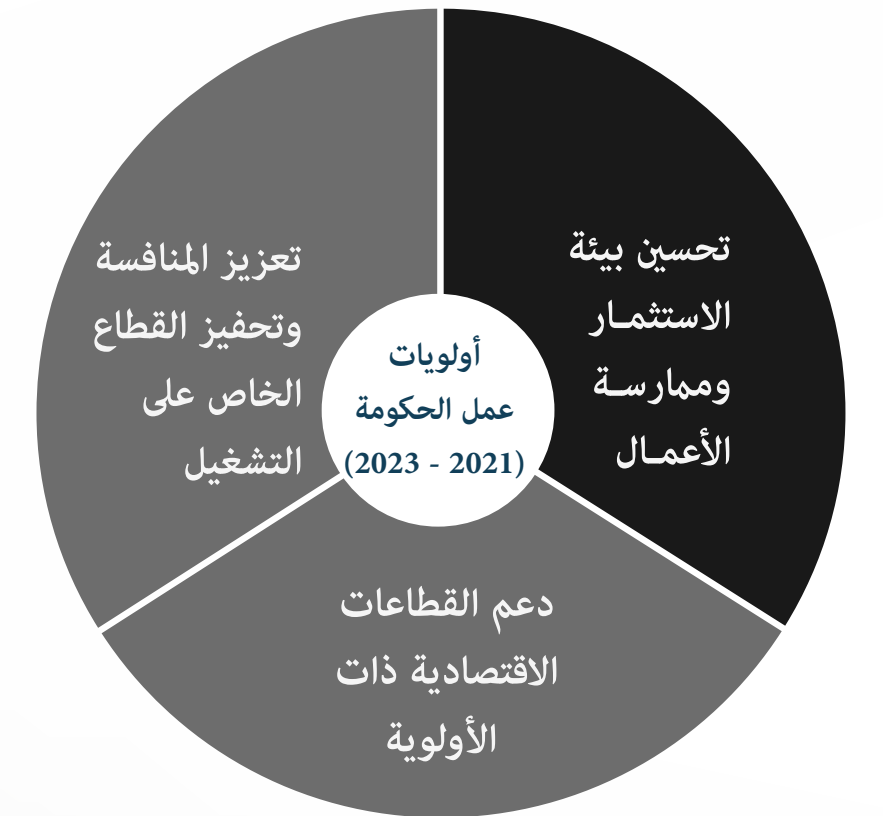 تحسين بيئة
الاستثمـار
وممارسـة
الأعمـال
أولويات
عمل الحكومة
(2021 - 2023)
تعزيز المنافسة
وتحفيز القطاع
الخاص على
التشغيل
دعم القطاعات
الاقتصادية ذات
الأولوية